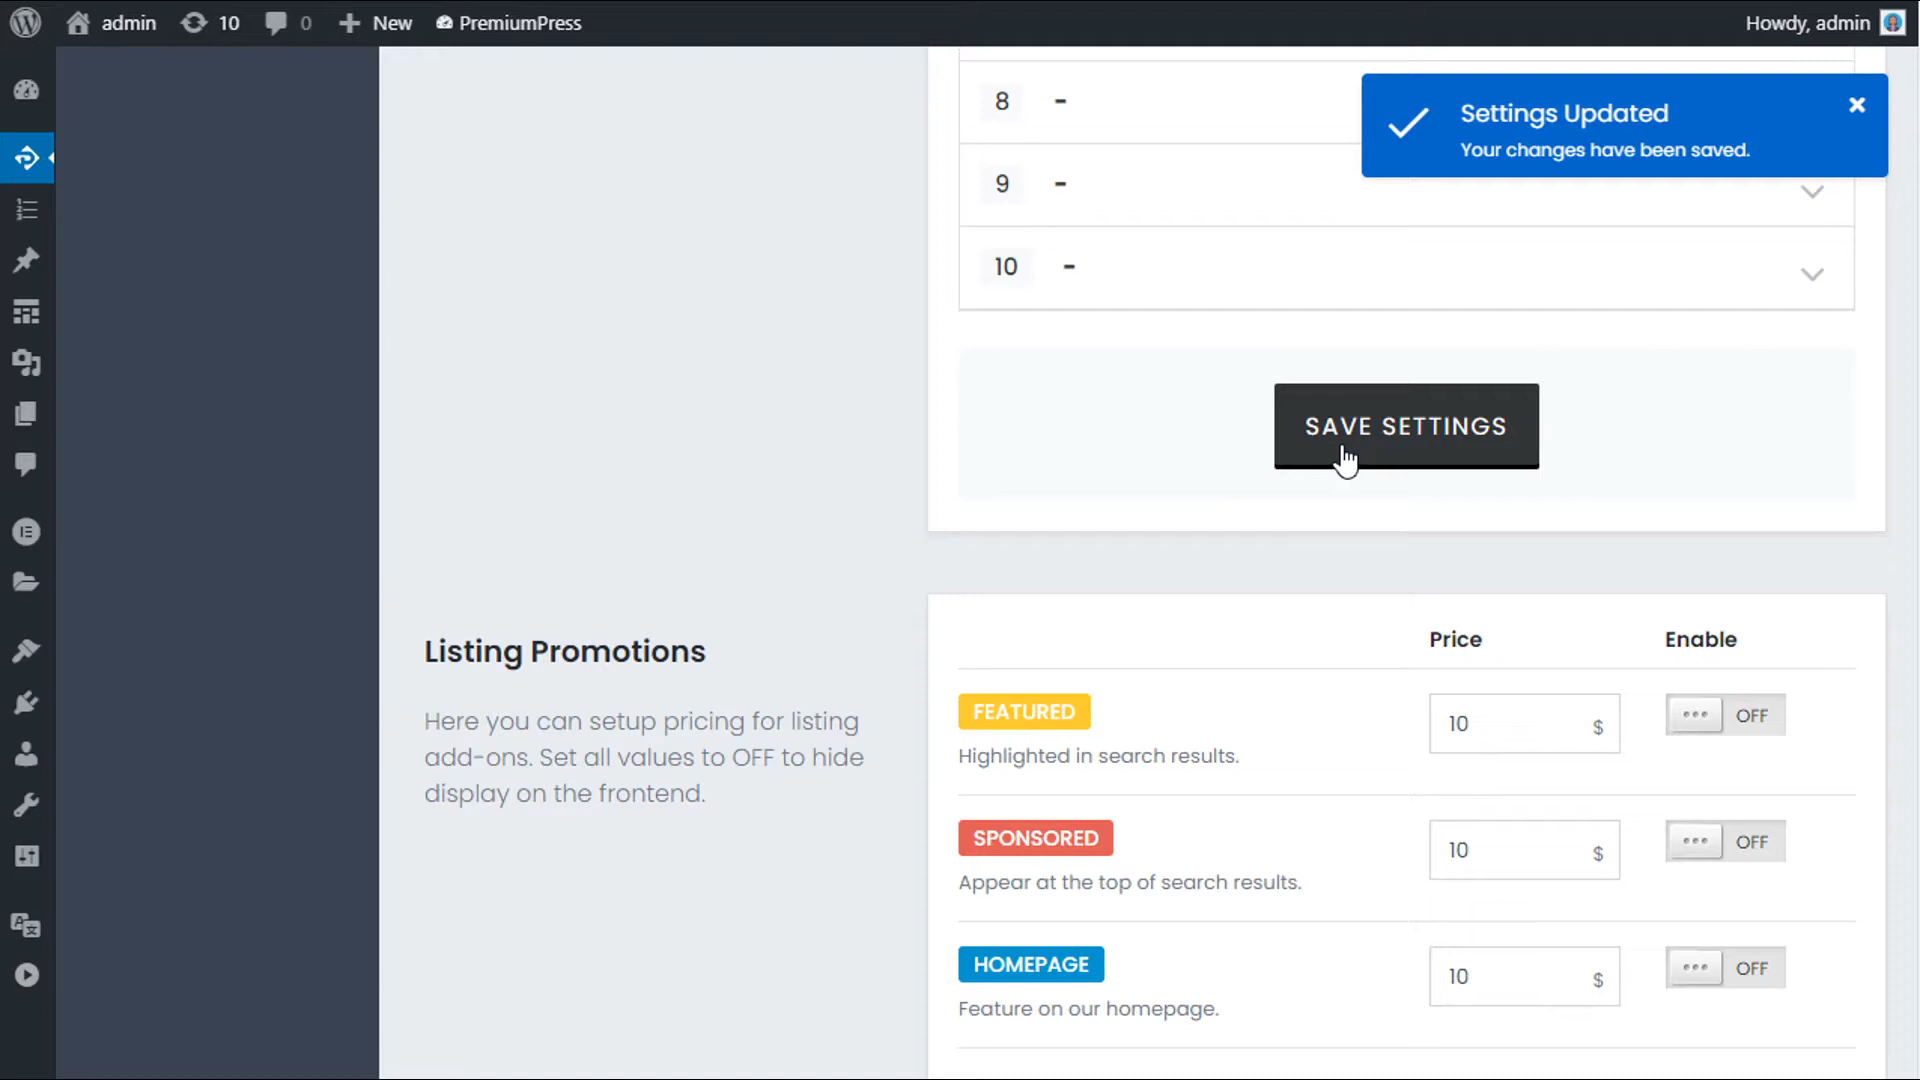 admin 10 0 New PremiumPress Howdy, admin
8 -
Settings Updated
Your changes have been saved.
9 -
10 -
SAVE SETTINGS
Listing Promotions
Here you can setup pricing for listing
add-ons. Set all values to OFF to hide
display on the frontend.
Price Enable
FEATURED 10 $ OFF
Highlighted in search results.
SPONSORED 10 $ OFF
Appear at the top of search results.
HOMEPAGE 10 $ OFF
Feature on our homepage.